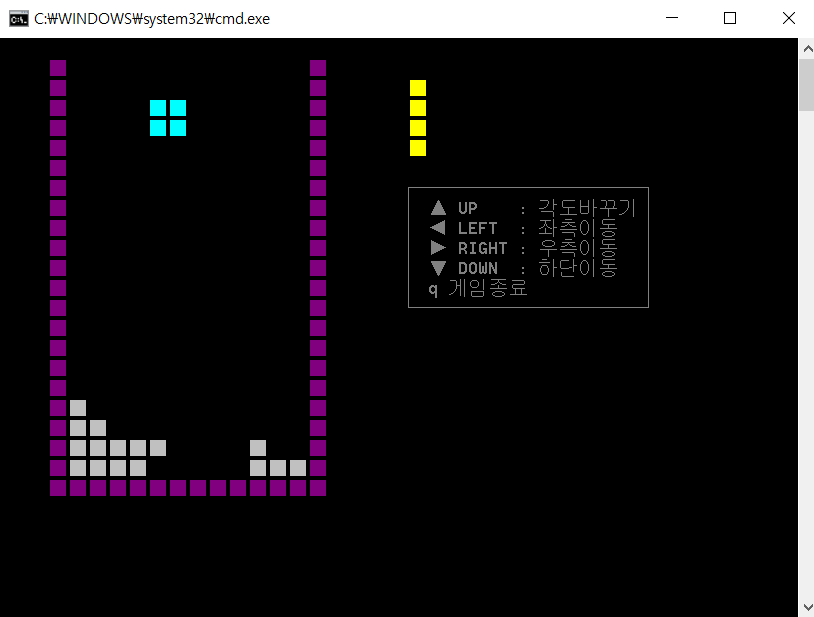 C:₩WINDOWS₩system32₩cmd.exe
▲ UP : 각도바꾸기
◀ LEFT : 좌측이동
▶ RIGHT : 우측이동
▼ DOWN : 하단이동
q 게임종료